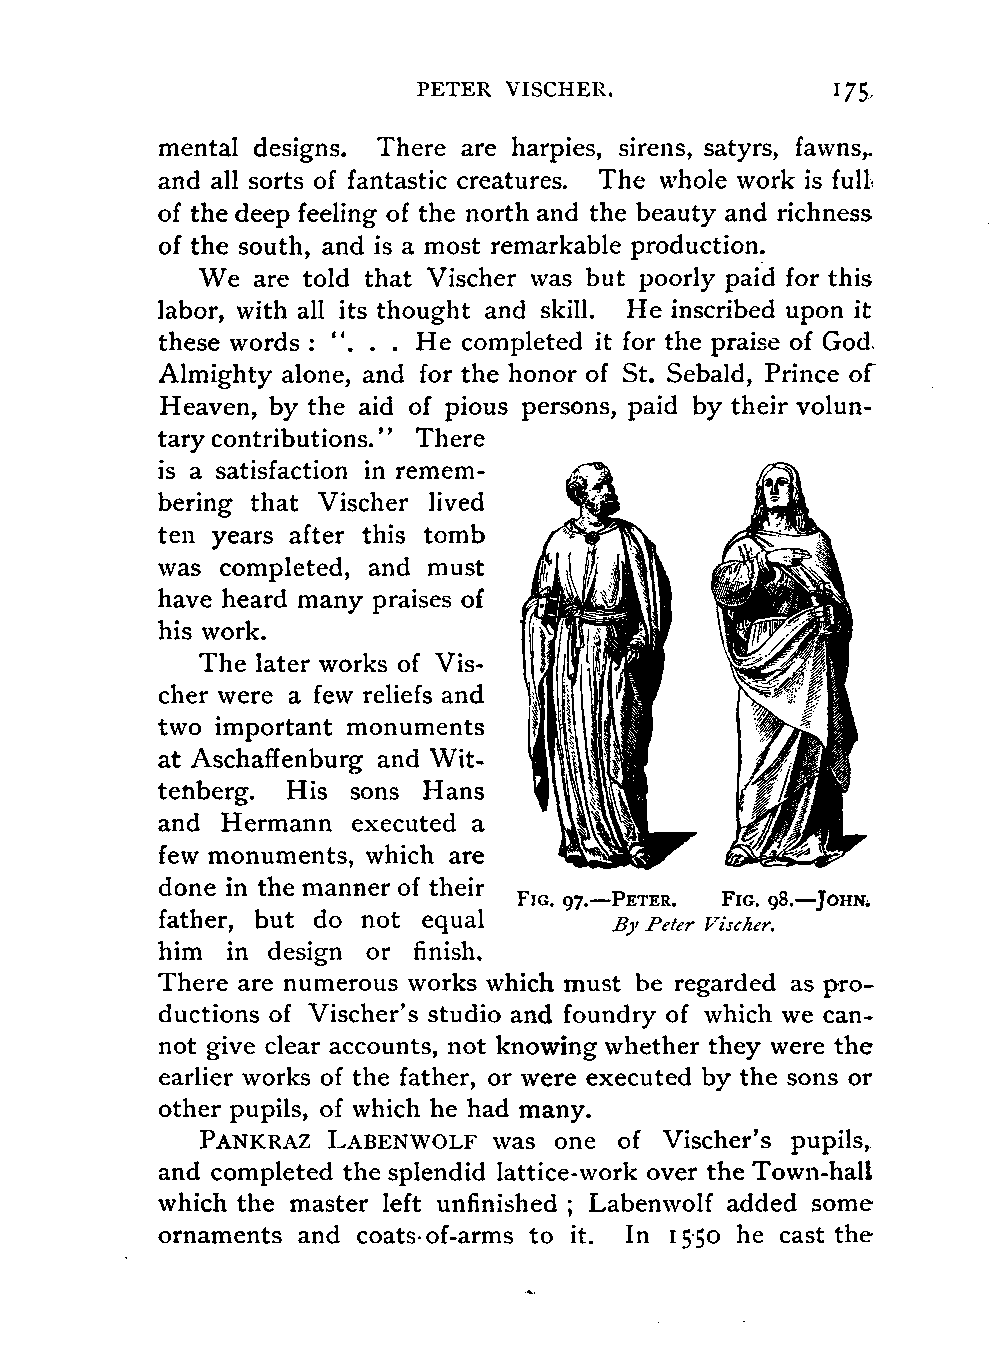 PETER VISCHER. 175
mental designs. There are harpies, sirens, satyrs, fawns,
and all sorts of fantastic creatures. The whole work is full
of the deep feeling of the north and the beauty and richness
of the south, and is a most remarkable production.
We are told that Vischer was but poorly paid for this
labor, with all its thought and skill. He inscribed upon it
these words : ". . . He completed it for the praise of God
Almighty alone, and for the honor of St. Sebald, Prince of
Heaven, by the aid of pious persons, paid by their volun-
tary contributions." There
is a satisfaction in remem-
bering that Vischer lived
ten years after this tomb
was completed, and must
have heard many praises of
his work.
The later works of Vis-
cher were a few reliefs and
two important monuments
at Aschaffenburg and Wit-
tenberg. His sons Hans
and Hermann executed a
few monuments, which are
done in the manner of their
father, but do not equal
him in design or finish.
FIG. 97.—PETER. FIG. 98.—JOHN.
By Peter Vischer.
There are numerous works which must be regarded as pro-
ductions of Vischer's studio and foundry of which we can-
not give clear accounts, not knowing whether they were the
earlier works of the father, or were executed by the sons or
other pupils, of which he had many.
PANKRAZ LABENWOLF was one of Vischer's pupils,
and completed the splendid lattice-work over the Town-hall
which the master left unfinished ; Labenwolf added some
ornaments and coats-of-arms to it. In 1550 he cast the